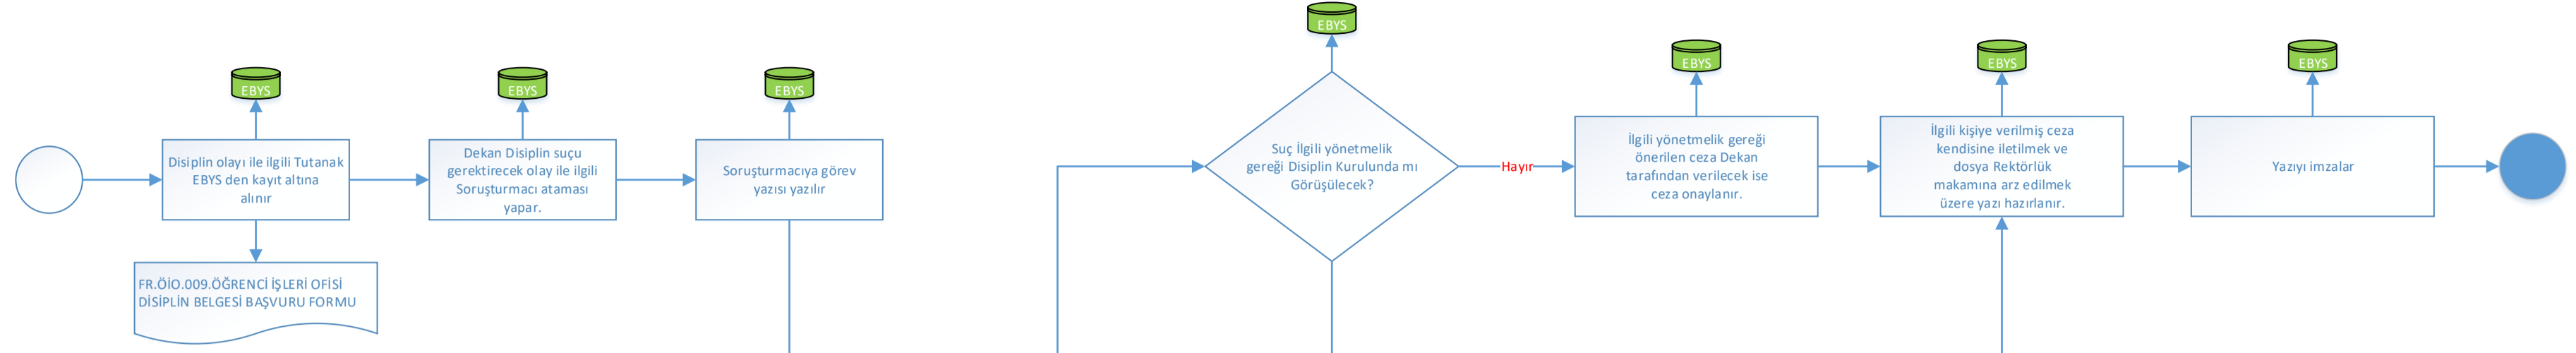 EBYS
Disiplin olayı ile ilgili Tutanak
EBYS den kayıt altına
alınır
FR.ÖİO.009.ÖĞRENCİ İŞLERİ OFİSİ
DİSİPLİN BELGESİ BAŞVURU FORMU
EBYS
Dekan Disiplin suçu
gerektirecek olay ile ilgili
Soruşturmacı ataması
yapar.
EBYS
Soruşturmacıya görev
yazısı yazılır
EBYS
Suç İlgili yönetmelik
gereği Disiplin Kurulunda mı
Görüşülecek?
Hayır
EBYS
İlgili yönetmelik gereği
önerilen ceza Dekan
tarafından verilecek ise
ceza onaylanır.
EBYS
İlgili kişiye verilmiş ceza
kendisine iletilmek ve
dosya Rektörlük
makamına arz edilmek
üzere yazı hazırlanır.
EBYS
Yazıyı imzalar